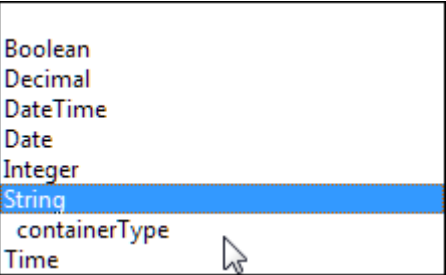 Boolean
Decimal
DateTime
Date
Integer
String
containerType
Time